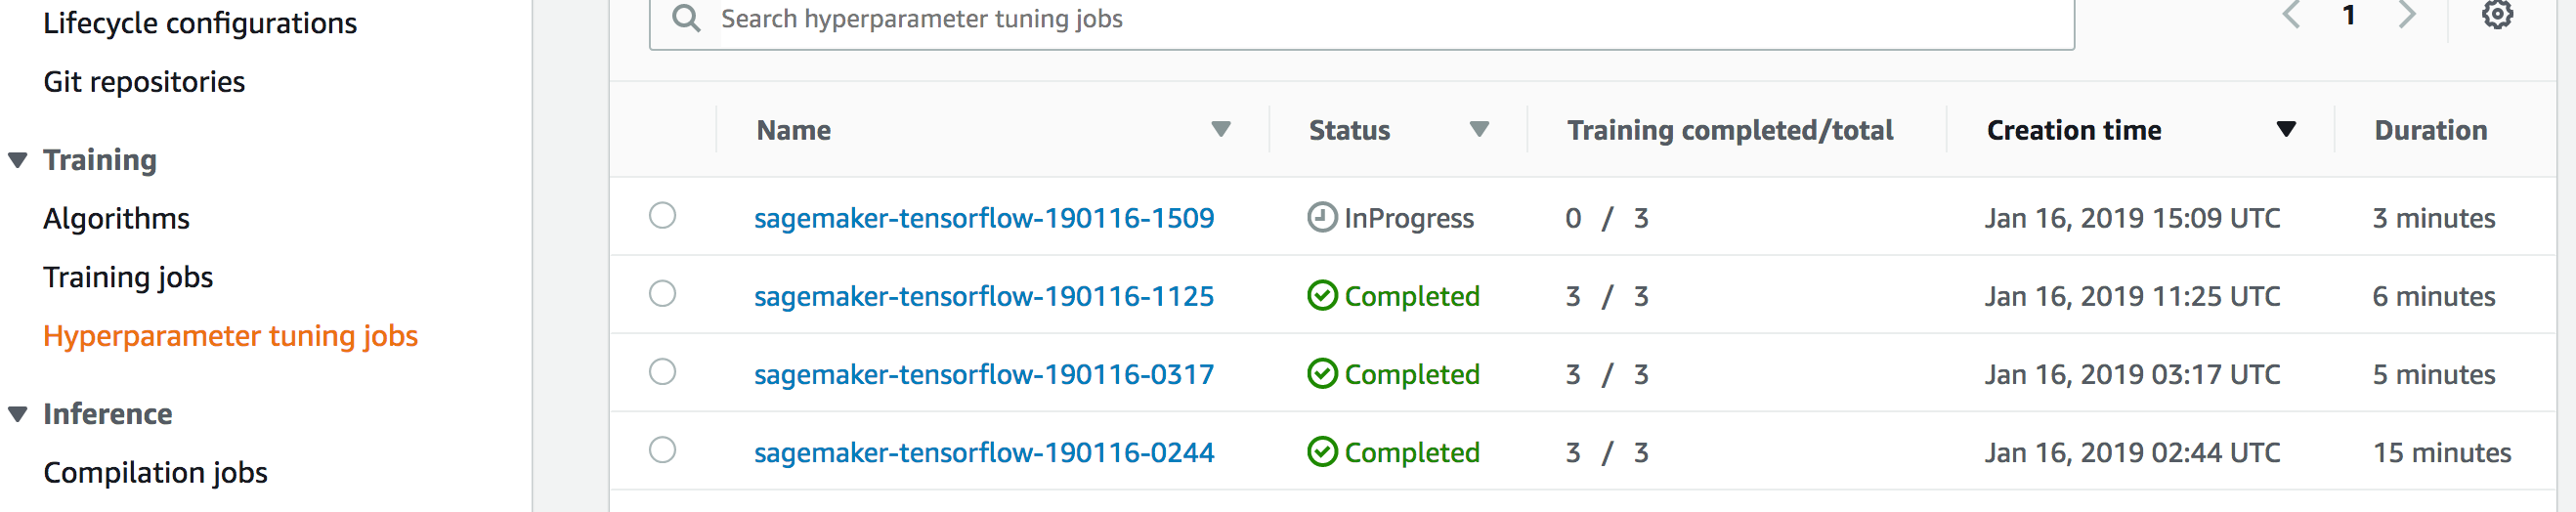 Lifecycle configurations
Git repositories
Training
Algorithms
Training jobs
Hyperparameter tuning jobs
Inference
Compilation jobs
Search hyperparameter tuning jobs
1
Name Status Training completed/total Creation time Duration
sagemaker-tensorflow-190116-1509 InProgress 0 / 3 Jan 16, 2019 15:09 UTC 3 minutes
sagemaker-tensorflow-190116-1125 Completed 3 / 3 Jan 16, 2019 11:25 UTC 6 minutes
sagemaker-tensorflow-190116-0317 Completed 3 / 3 Jan 16, 2019 03:17 UTC 5 minutes
sagemaker-tensorflow-190116-0244 Completed 3 / 3 Jan 16, 2019 02:44 UTC 15 minutes